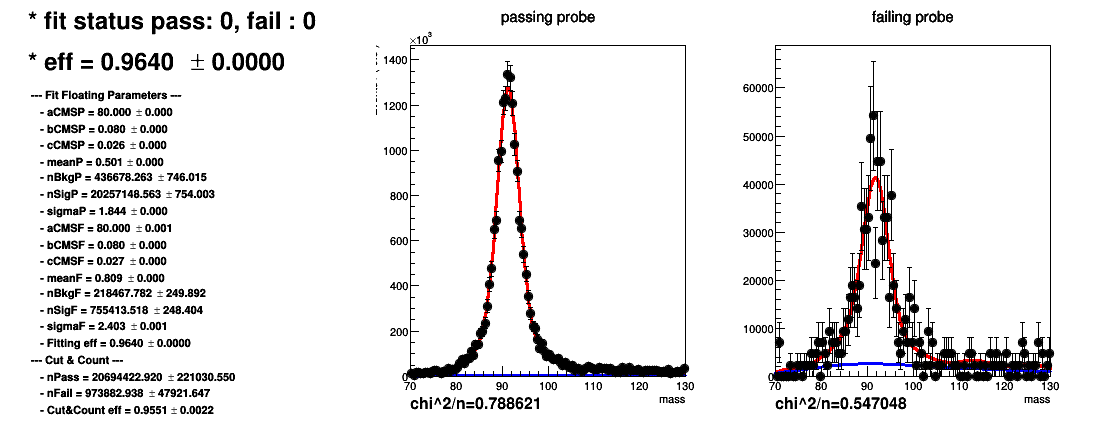 * fit status pass: 0, fail : 0
* eff = 0.9640 ± 0.0000
--- Fit Floating Parameters ---
- aCMSP = 80.000 ± 0.000
- bCMSP = 0.080 ± 0.000
- cCMSP = 0.026 ± 0.000
- meanP = 0.501 ± 0.000
- nBkgP = 436678.263 ± 746.015
- nSigP = 20257148.563 ± 754.003
- sigmaP = 1.844 ± 0.000
- aCMSF = 80.000 ± 0.001
- bCMSF = 0.080 ± 0.000
- cCMSF = 0.027 ± 0.000
- meanF = 0.809 ± 0.000
- nBkgF = 218467.782 ± 249.892
- nSigF = 755413.518 ± 248.404
- sigmaF = 2.403 ± 0.001
- Fitting eff = 0.9640 ± 0.0000
--- Cut & Count ---
- nPass = 20694422.920 ± 221030.550
- nFail = 973882.938 ± 47921.647
- Cut&Count eff = 0.9551 ± 0.0022
passing probe
×10³
1400
1200
1000
800
600
400
200
0
70 80 90 100 110 120 130
mass
chi^2/n=0.788621
failing probe
60000
50000
40000
30000
20000
10000
0
70 80 90 100 110 120 130
mass
chi^2/n=0.547048